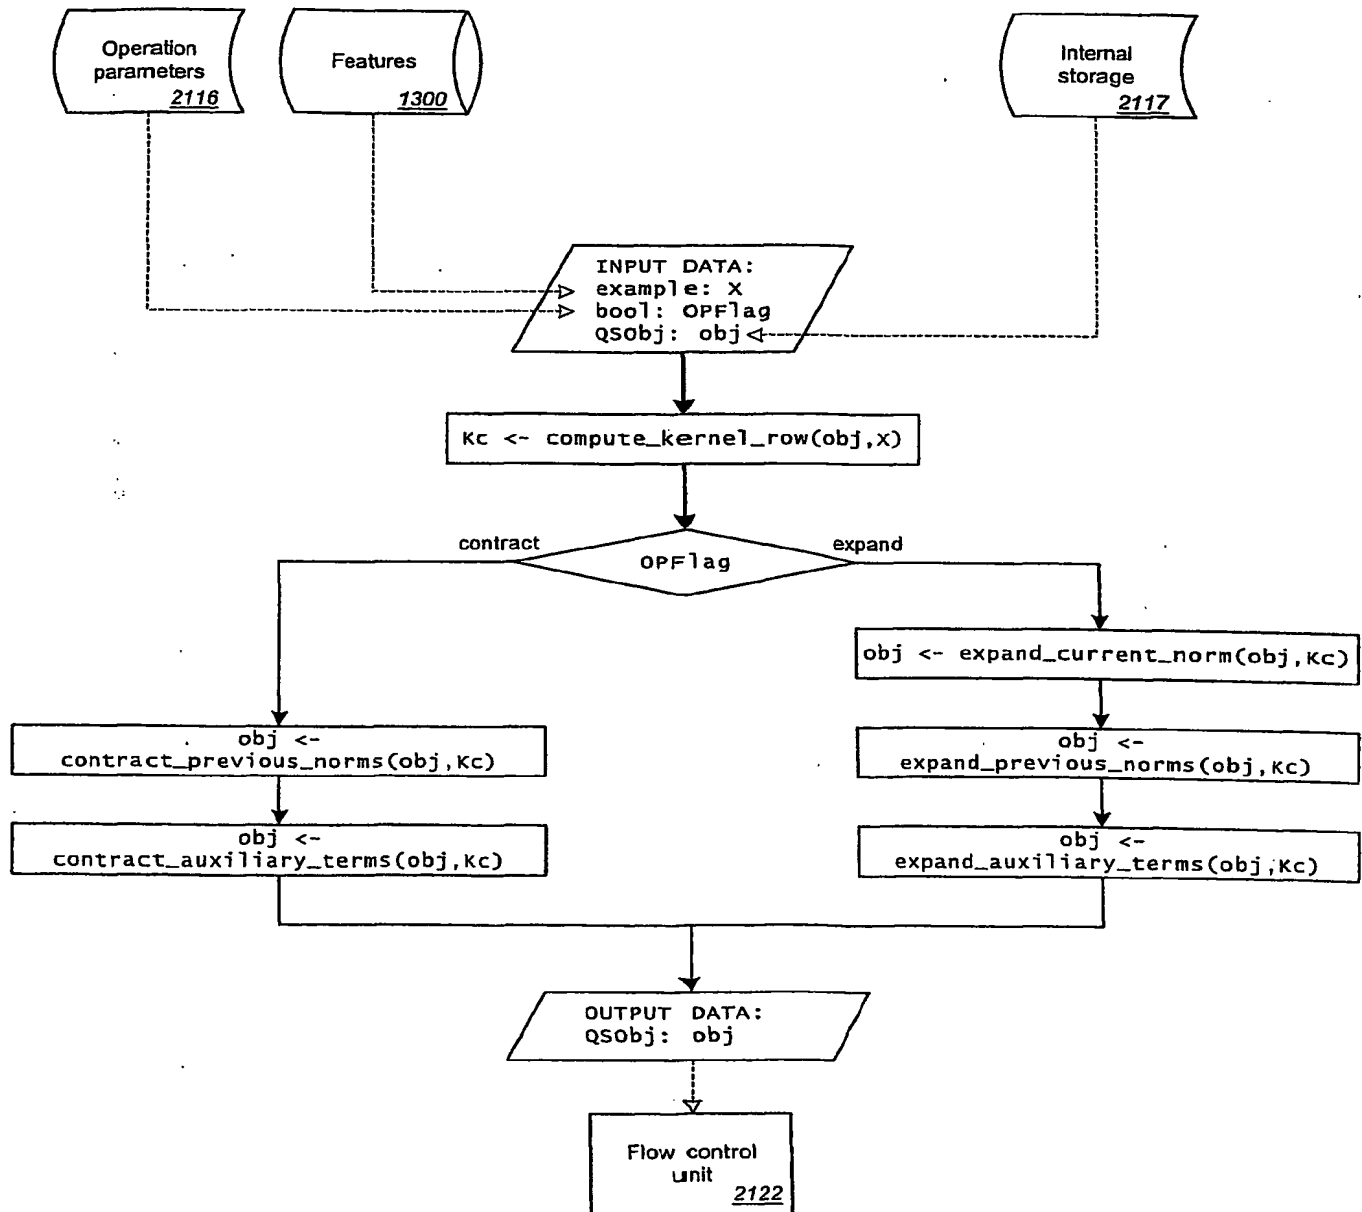 Operation
parameters
2116
Features
1300
Internal
storage
2117
INPUT DATA:
example: X
bool: OPFlag
QSObj: obj
Kc <- compute_kernel_row(obj,X)
contract
OPFlag
expand
obj <- expand_current_norm(obj,Kc)
obj <-
contract_previous_norms(obj,Kc)
obj <-
expand_previous_norms(obj,Kc)
obj <-
contract_auxiliary_terms(obj,Kc)
obj <-
expand_auxiliary_terms(obj,Kc)
OUTPUT DATA:
QSObj: obj
Flow control
unit
2122